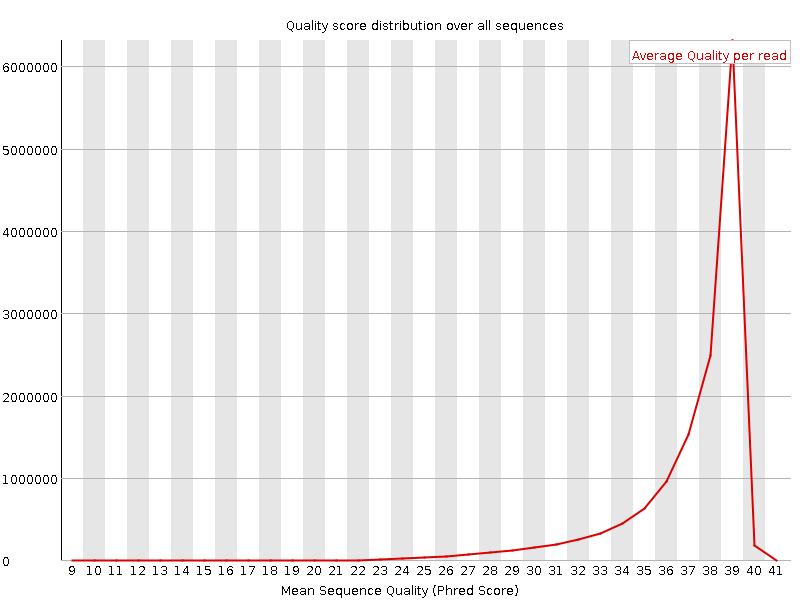 Quality score distribution over all sequences
Average Quality per read
6000000
5000000
4000000
3000000
2000000
1000000
0
9 10 11 12 13 14 15 16 17 18 19 20 21 22 23 24 25 26 27 28 29 30 31 32 33 34 35 36 37 38 39 40 41
Mean Sequence Quality (Phred Score)